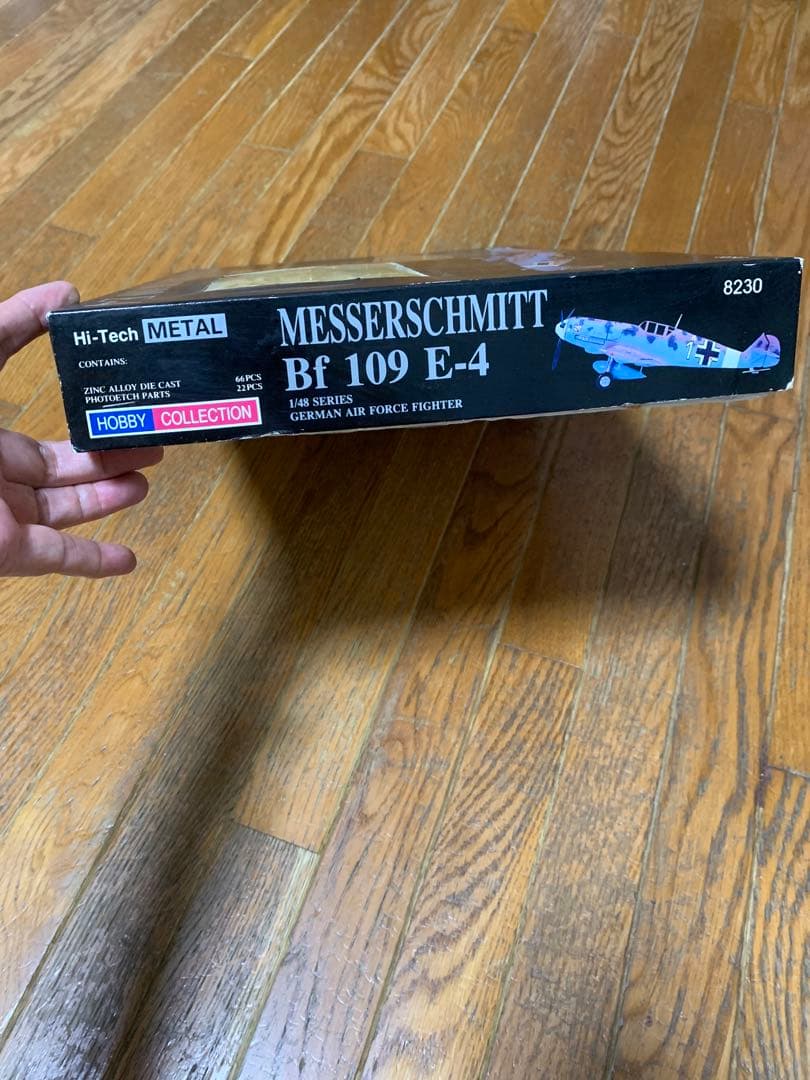 Hi-Tech METAL
CONTAINS:
ZINC ALLOY DIE CAST 66PCS
PHOTOETCH PARTS 22PCS
HOBBY COLLECTION
MESSERSCHMITT
Bf 109 E-4
1/48 SERIES
GERMAN AIR FORCE FIGHTER
8230
1